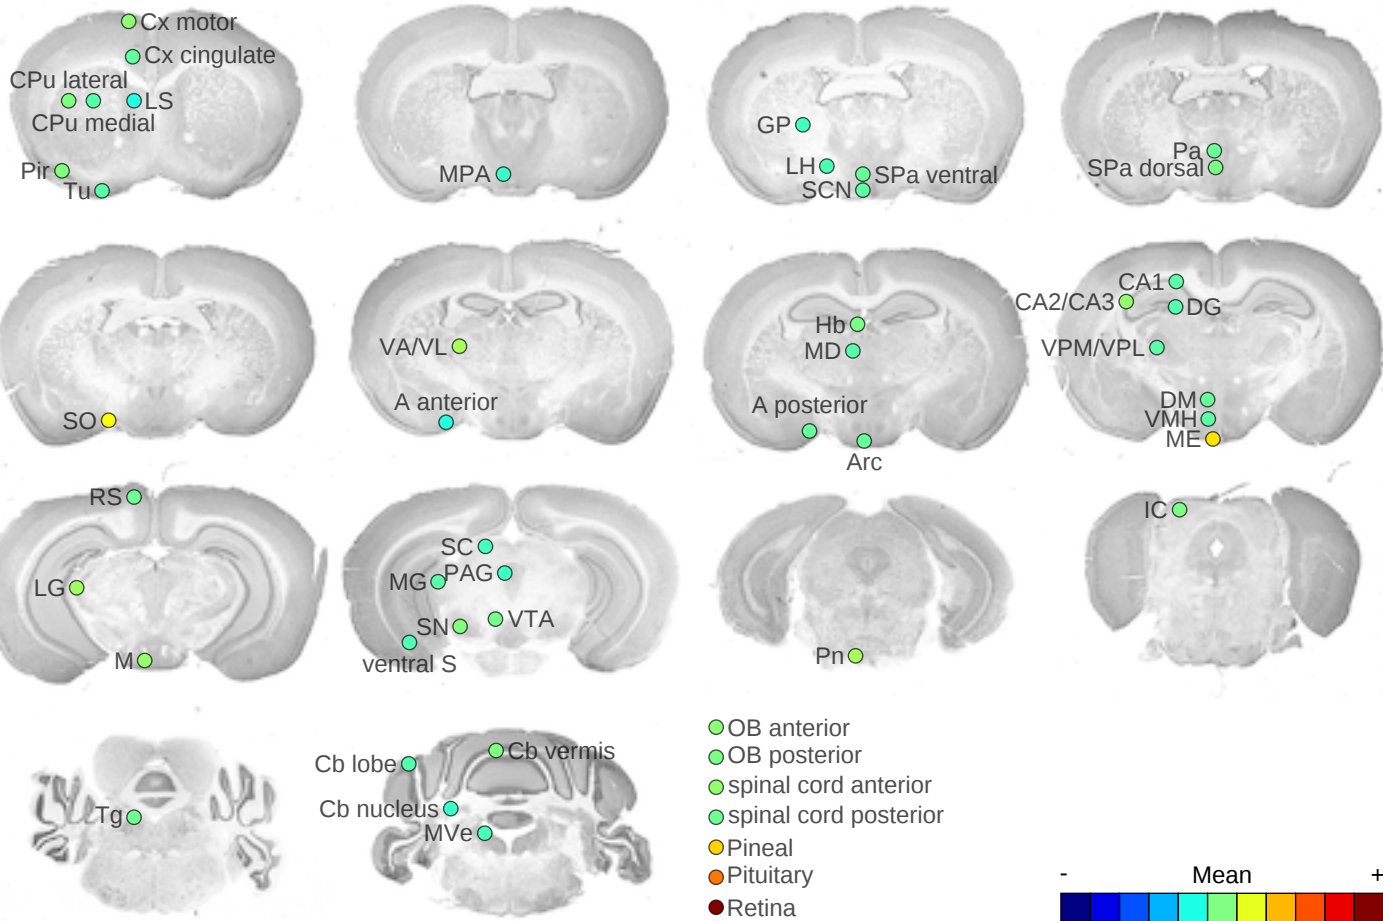 Cx motor
Cx cingulate
CPu lateral
LS
CPu medial
Pir
Tu
MPA
GP
LH
SPa ventral
SCN
Pa
SPa dorsal
SO
VA/VL
A anterior
Hb
MD
A posterior
Arc
CA1
CA2/CA3
DG
VPM/VPL
DM
VMH
ME
RS
LG
M
SC
PAG
MG
VTA
SN
ventral S
Pn
IC
Tg
Cb vermis
Cb lobe
Cb nucleus
MVe
OB anterior
OB posterior
spinal cord anterior
spinal cord posterior
Pineal
Pituitary
Retina
- Mean +